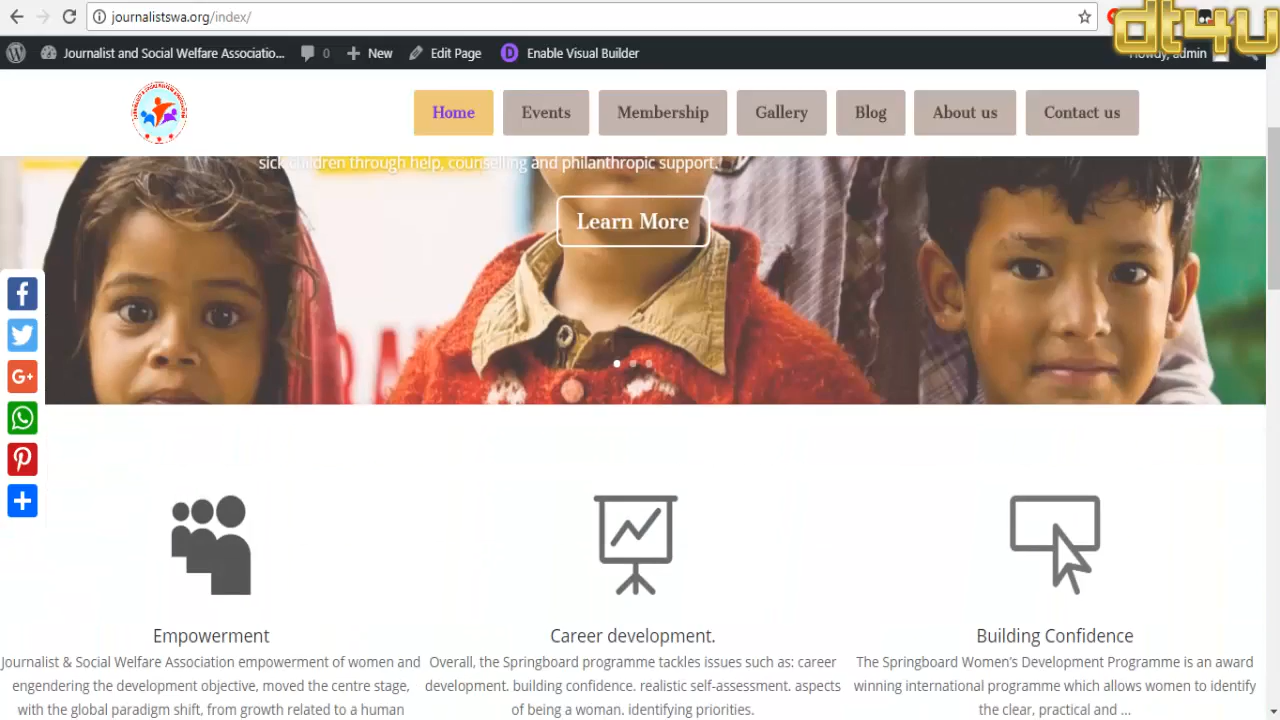 journalistswa.org/index/
dt4u
Journalist and Social Welfare Associatio... 0 New Edit Page D Enable Visual Builder Howdy, admin
Home Events Membership Gallery Blog About us Contact us
sick children through help, counselling and philanthropic support.
Learn More
Empowerment
Journalist & Social Welfare Association empowerment of women and
engendering the development objective, moved the centre stage,
with the global paradigm shift, from growth related to a human
Career development.
Overall, the Springboard programme tackles issues such as: career
development. building confidence. realistic self-assessment. aspects
of being a woman. identifying priorities.
Building Confidence
The Springboard Women's Development Programme is an award
winning international programme which allows women to identify
the clear, practical and ...